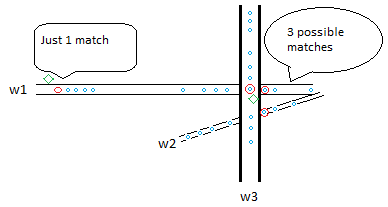 Just 1 match
3 possible
matches
w1
w2
w3